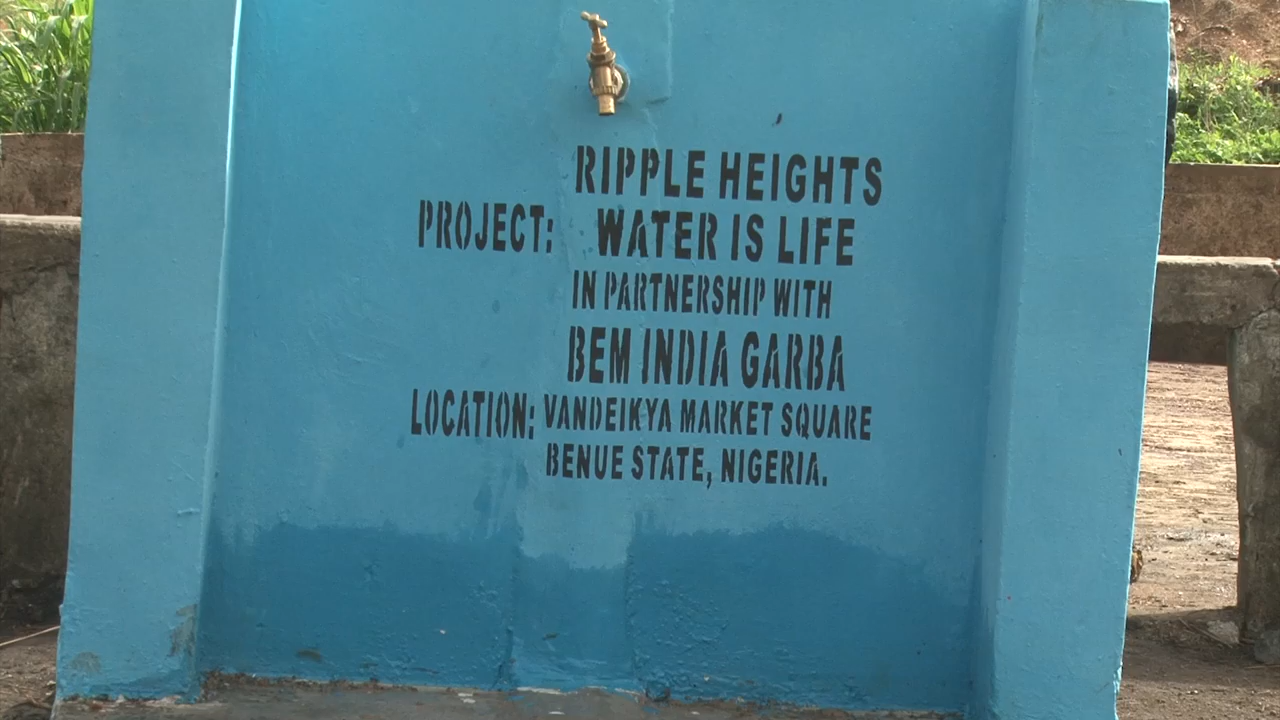 RIPPLE HEIGHTS
PROJECT: WATER IS LIFE
IN PARTNERSHIP WITH
BEM INDIA GARBA
LOCATION: VANDEIKYA MARKET SQUARE
BENUE STATE, NIGERIA.